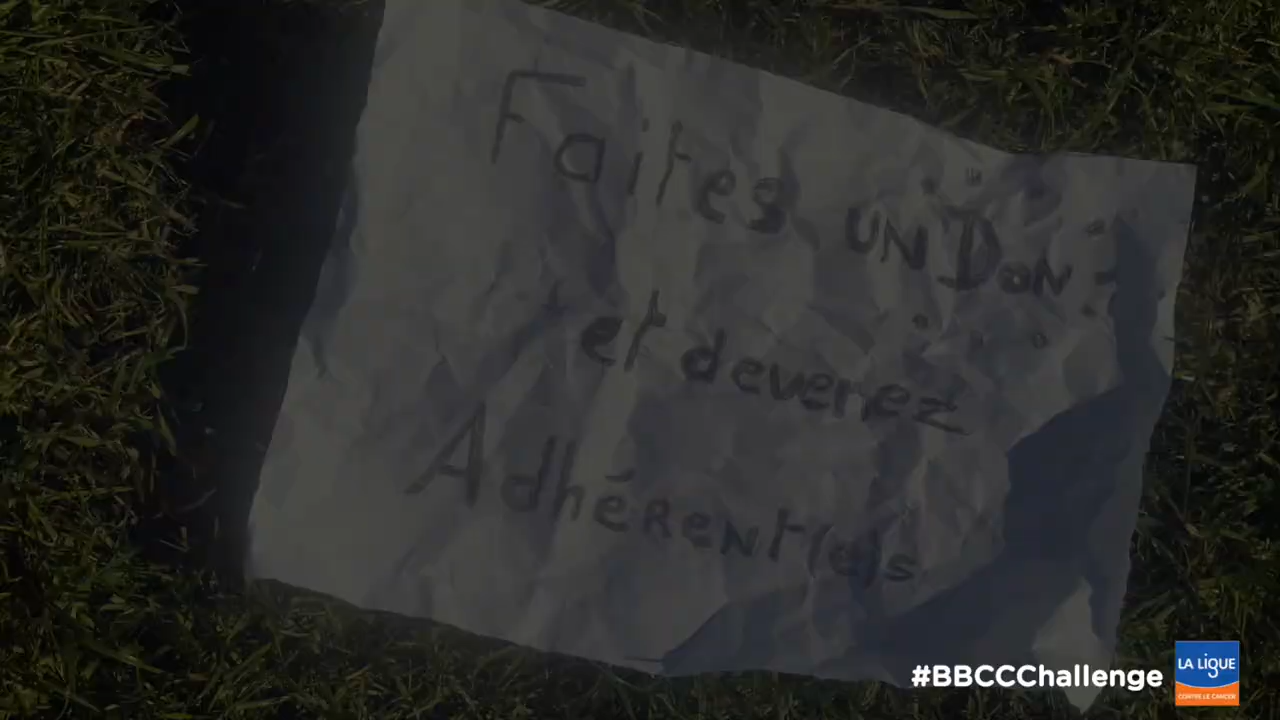 Faites UN DON
et devenez
Adhérent(e)s
#BBCCChallenge
LA LIGUE
CONTRE LE CANCER